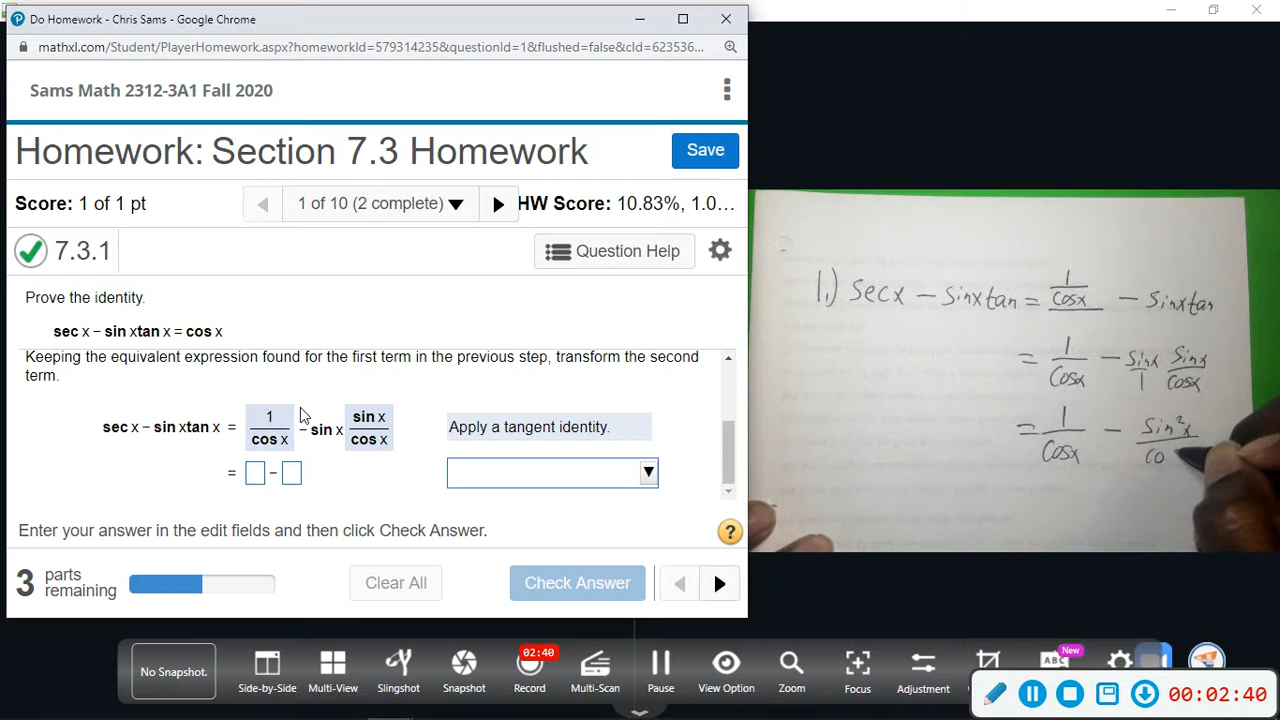 Do Homework - Chris Sams - Google Chrome
mathxl.com/Student/PlayerHomework.aspx?homeworkId=579314235&questionId=1&flushed=false&cId=623536...
Sams Math 2312-3A1 Fall 2020
Homework: Section 7.3 Homework
Save
Score: 1 of 1 pt
1 of 10 (2 complete)
HW Score: 10.83%, 1.0...
7.3.1
Question Help
Prove the identity.
sec x − sin xtan x = cos x
Keeping the equivalent expression found for the first term in the previous step, transform the second
term.
sec x − sin xtan x = 1/cos x − sin x sin x/cos x
Apply a tangent identity.
= −
Enter your answer in the edit fields and then click Check Answer.
?
3 parts remaining
Clear All
Check Answer
1.) secx − sinxtan = 1/cosx − sinxtan
= 1/cosx − sinx/1 sinx/cosx
= 1/cosx − sin²x/co
No Snapshot.
Side-by-Side
Multi-View
Slingshot
Snapshot
02:40
Record
Multi-Scan
Pause
View Option
Zoom
Focus
Adjustment
New
ABC
00:02:40